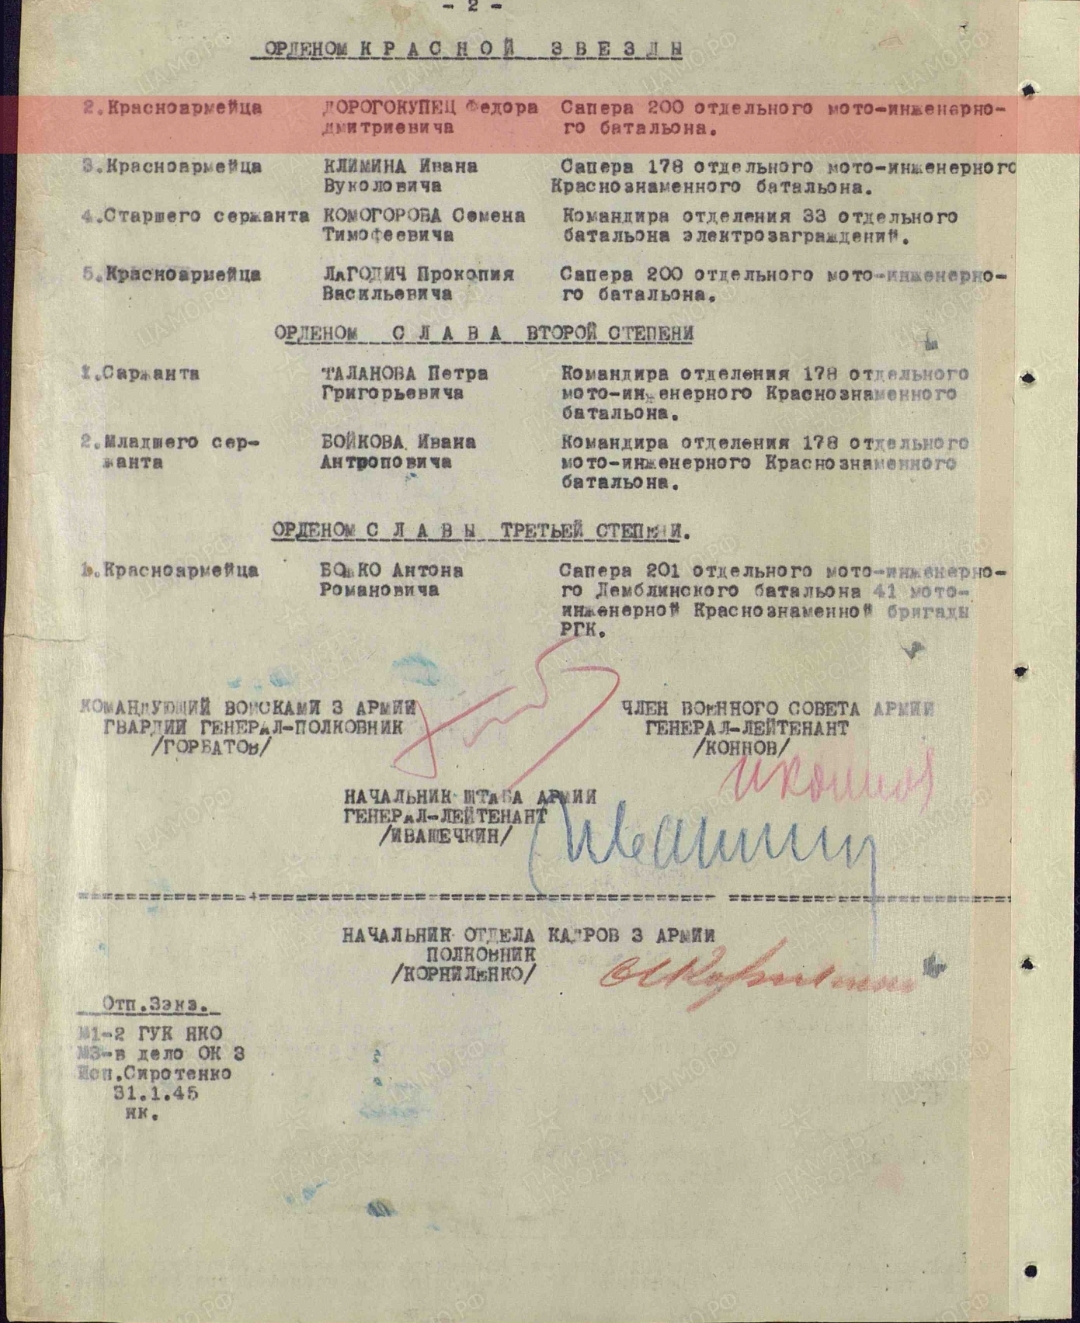 - 2 -
ОРДЕНОМ К Р А С Н О Й З В Е З Д Ы
2.Красноармейца ДОРОГОКУПЕЦ Федора Сапера 200 отдельного мото-инженерно-
Дмитриевича го батальона.
3.Красноармейца КЛИМИНА Ивана Сапера 178 отдельного мото-инженерного
Вуколовича Краснознаменного батальона.
4.Старшего сержанта КОМОГОРОВА Семена Командира отделения 33 отдельного
Тимофеевича батальона электрозаграждений.
5.Красноармейца ЛАГОДИЧ Прокопия Сапера 200 отдельного мото-инженерно-
Васильевича го батальона.
ОРДЕНОМ С Л А В А ВТОРОЙ СТЕПЕНИ
1.Саржанта ТАЛАНОВА Петра Командира отделения 178 отдельного
Григорьевича мото-инженерного Краснознаменного
батальона.
2.Младшего сер- БОЙКОВА Ивана Командира отделения 178 отдельного
жанта Антроповича мото-инженерного Краснознаменного
батальона.
ОРДЕНОМ С Л А В Ы ТРЕТЬЕЙ СТЕПЕНИ.
1.Красноармейца Антона Сапера 201 отдельного мото-инженерно-
Романовича го Демблинского батальона 41 мото-
инженерной Краснознаменной бригады
РГК.
КОМАНДУЮЩИЙ ВОЙСКАМИ 3 АРМИИ ЧЛЕН ВОЕННОГО СОВЕТА АРМИИ
ГВАРДИИ ГЕНЕРАЛ-ПОЛКОВНИК ГЕНЕРАЛ-ЛЕЙТЕНАНТ
/ГОРБАТОВ/ /КОННОВ/
НАЧАЛЬНИК ШТАБА АРМИИ
ГЕНЕРАЛ-ЛЕЙТЕНАНТ
/ИВАШЕЧКИН/
НАЧАЛЬНИК ОТДЕЛА КАДРОВ 3 АРМИИ
ПОЛКОВНИК
/КОРНИЛЕНКО/
Отп.3экз.
М1-2 ГУК НКО
М3-в дело ОК 3
Исп.Сиротенко
31.1.45
нк.